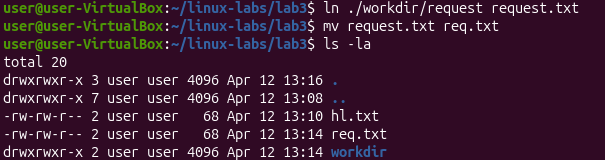 user@user-VirtualBox:~/linux-labs/lab3$ ln ./workdir/request request.txt
user@user-VirtualBox:~/linux-labs/lab3$ mv request.txt req.txt
user@user-VirtualBox:~/linux-labs/lab3$ ls -la
total 20
drwxrwxr-x 3 user user 4096 Apr 12 13:16 .
drwxrwxr-x 7 user user 4096 Apr 12 13:08 ..
-rw-rw-r-- 2 user user   68 Apr 12 13:10 hl.txt
-rw-rw-r-- 2 user user   68 Apr 12 13:14 req.txt
drwxrwxr-x 2 user user 4096 Apr 12 13:14 workdir